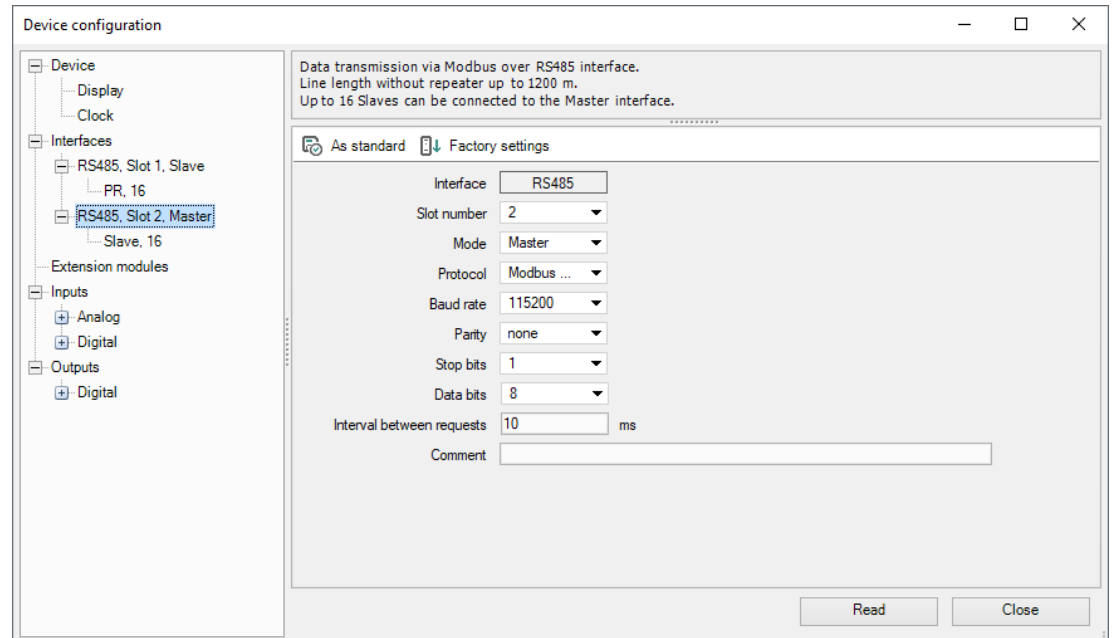 Device configuration
Device
Display
Clock
Interfaces
RS485, Slot 1, Slave
PR, 16
RS485, Slot 2, Master
Slave, 16
Extension modules
Inputs
Analog
Digital
Outputs
Digital
Data transmission via Modbus over RS485 interface.
Line length without repeater up to 1200 m.
Up to 16 Slaves can be connected to the Master interface.
As standard Factory settings
Interface RS485
Slot number 2
Mode Master
Protocol Modbus ...
Baud rate 115200
Parity none
Stop bits 1
Data bits 8
Interval between requests 10 ms
Comment
Read Close